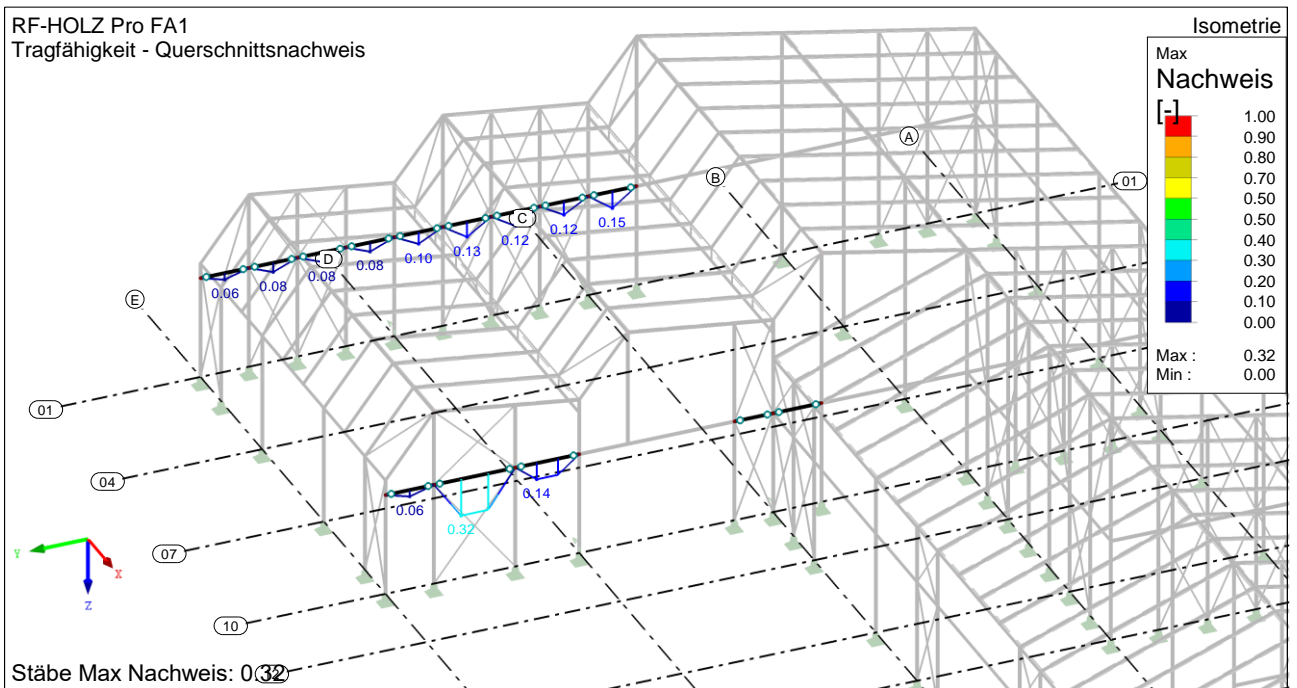 RF-HOLZ Pro FA1
Isometrie
Tragfähigkeit - Querschnittsnachweis
Max
Nachweis
[-]
1.00
0.90
0.80
0.70
0.50
0.50
0.40
0.30
0.20
0.10
0.00
Max : 0.32
Min : 0.00
A
B
C
D
E
01
0.15
0.12
0.12
0.13
0.10
0.08
0.08
0.08
0.06
01
04
07
10
0.06
0.32
0.14
Y
X
Z
Stäbe Max Nachweis: 0.32